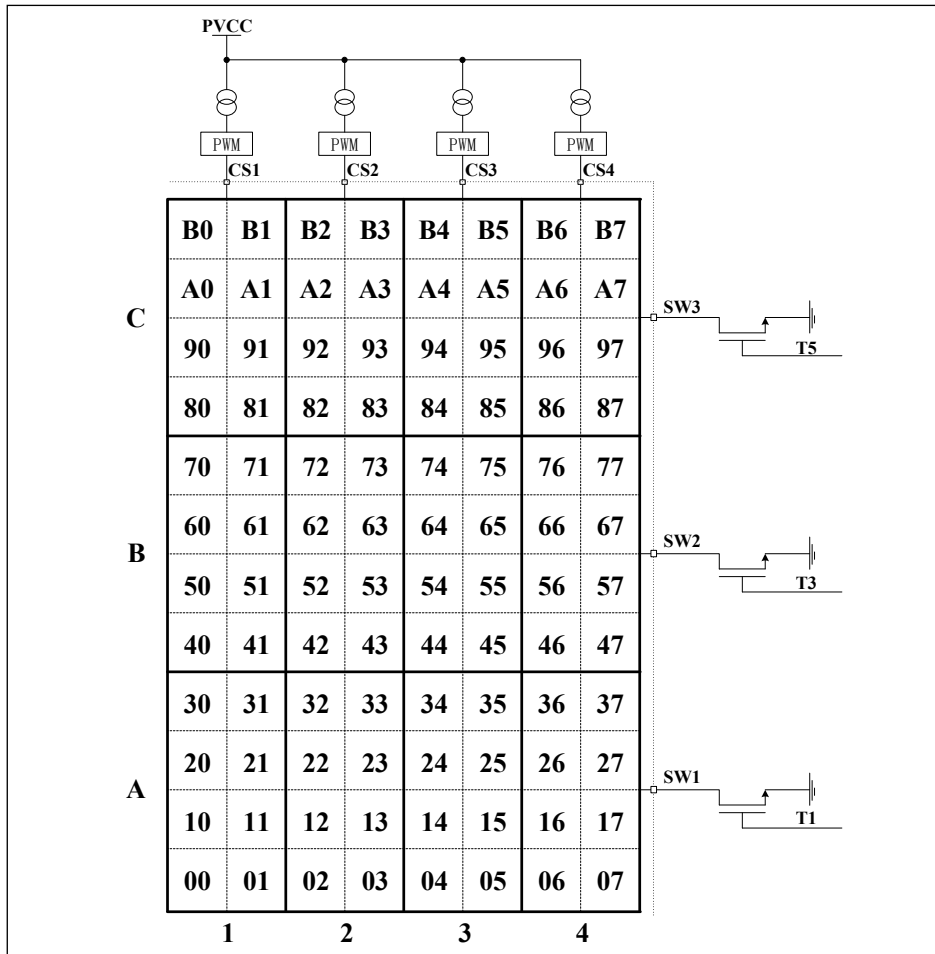 PVCC
PWM PWM PWM PWM
CS1 CS2 CS3 CS4
B0 B1 B2 B3 B4 B5 B6 B7
A0 A1 A2 A3 A4 A5 A6 A7
C SW3
90 91 92 93 94 95 96 97
T5
80 81 82 83 84 85 86 87
70 71 72 73 74 75 76 77
60 61 62 63 64 65 66 67
B SW2
50 51 52 53 54 55 56 57
T3
40 41 42 43 44 45 46 47
30 31 32 33 34 35 36 37
20 21 22 23 24 25 26 27
A SW1
10 11 12 13 14 15 16 17
T1
00 01 02 03 04 05 06 07
1 2 3 4